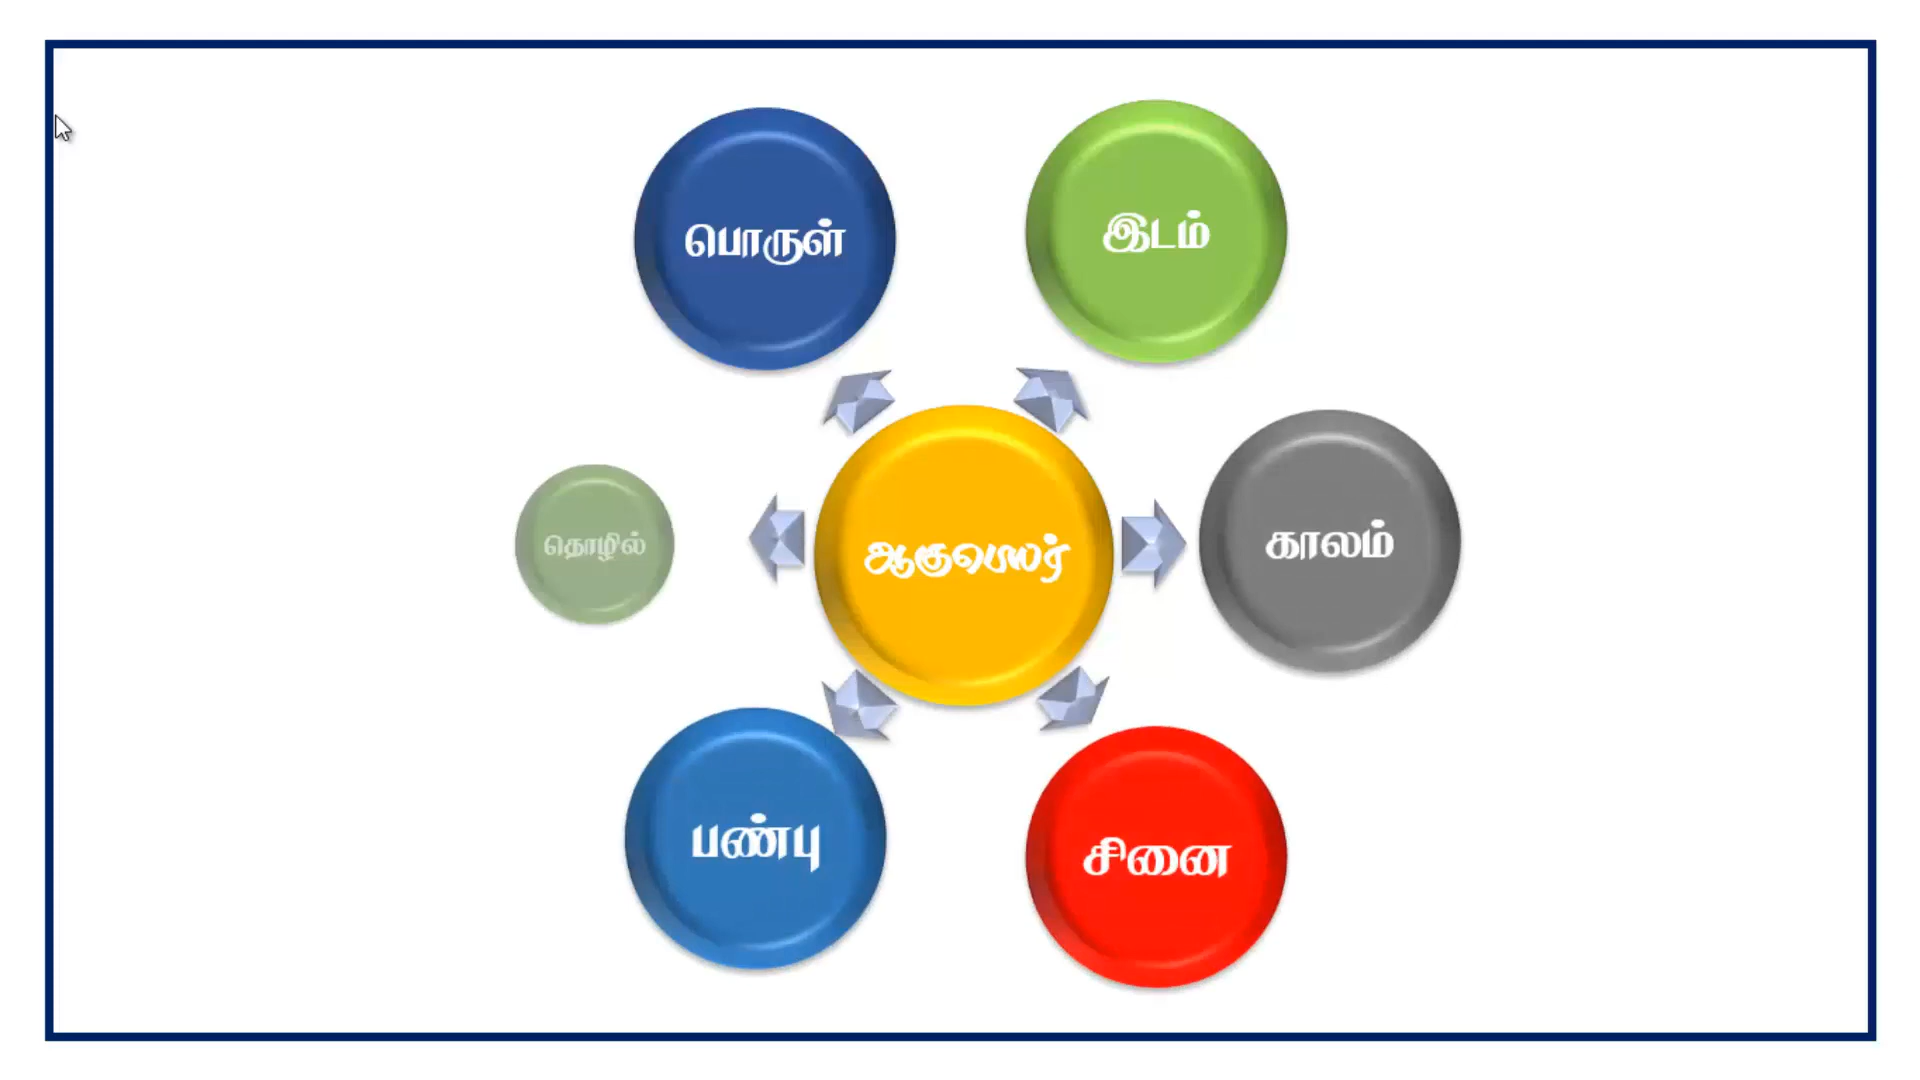 பொருள்
இடம்
தொழில்
ஆகுபெயர்
காலம்
பண்பு
சினை